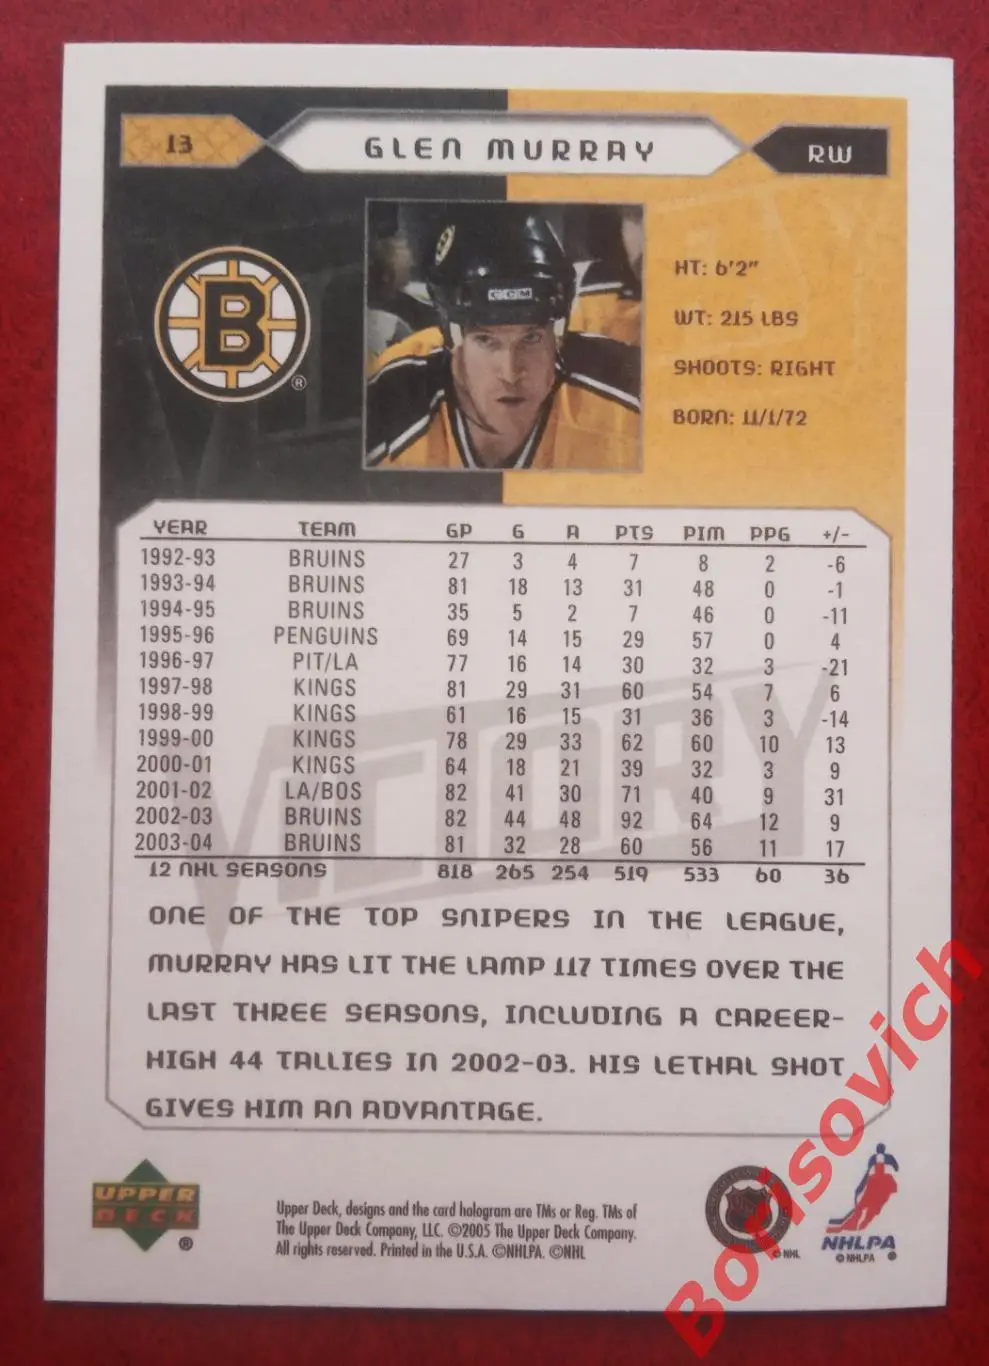 13 GLEN MURRAY RW
CCM
B
®
HT: 6'2"
WT: 215 LBS
SHOOTS: RIGHT
BORN: 11/1/72
YEAR TEAM GP G A PTS PIM PPG +/-
1992-93 BRUINS 27 3 4 7 8 2 -6
1993-94 BRUINS 81 18 13 31 48 0 -1
1994-95 BRUINS 35 5 2 7 46 0 -11
1995-96 PENGUINS 69 14 15 29 57 0 4
1996-97 PIT/LA 77 16 14 30 32 3 -21
1997-98 KINGS 81 29 31 60 54 7 6
1998-99 KINGS 61 16 15 31 36 3 -14
1999-00 KINGS 78 29 33 62 60 10 13
2000-01 KINGS 64 18 21 39 32 3 9
2001-02 LA/BOS 82 41 30 71 40 9 31
2002-03 BRUINS 82 44 48 92 64 12 9
2003-04 BRUINS 81 32 28 60 56 11 17
12 NHL SEASONS 818 265 254 519 533 60 36
VICTORY
ONE OF THE TOP SNIPERS IN THE LEAGUE,
MURRAY HAS LIT THE LAMP 117 TIMES OVER THE
LAST THREE SEASONS, INCLUDING A CAREER-
HIGH 44 TALLIES IN 2002-03. HIS LETHAL SHOT
GIVES HIM AN ADVANTAGE.
UPPER
DECK
®
Upper Deck, designs and the card hologram are TMs or Reg. TMs of
The Upper Deck Company, LLC. ©2005 The Upper Deck Company.
All rights reserved. Printed in the U.S.A. ©NHLPA. ©NHL
NHL
© NHL
NHLPA
© NHLPA ®
Borisovich